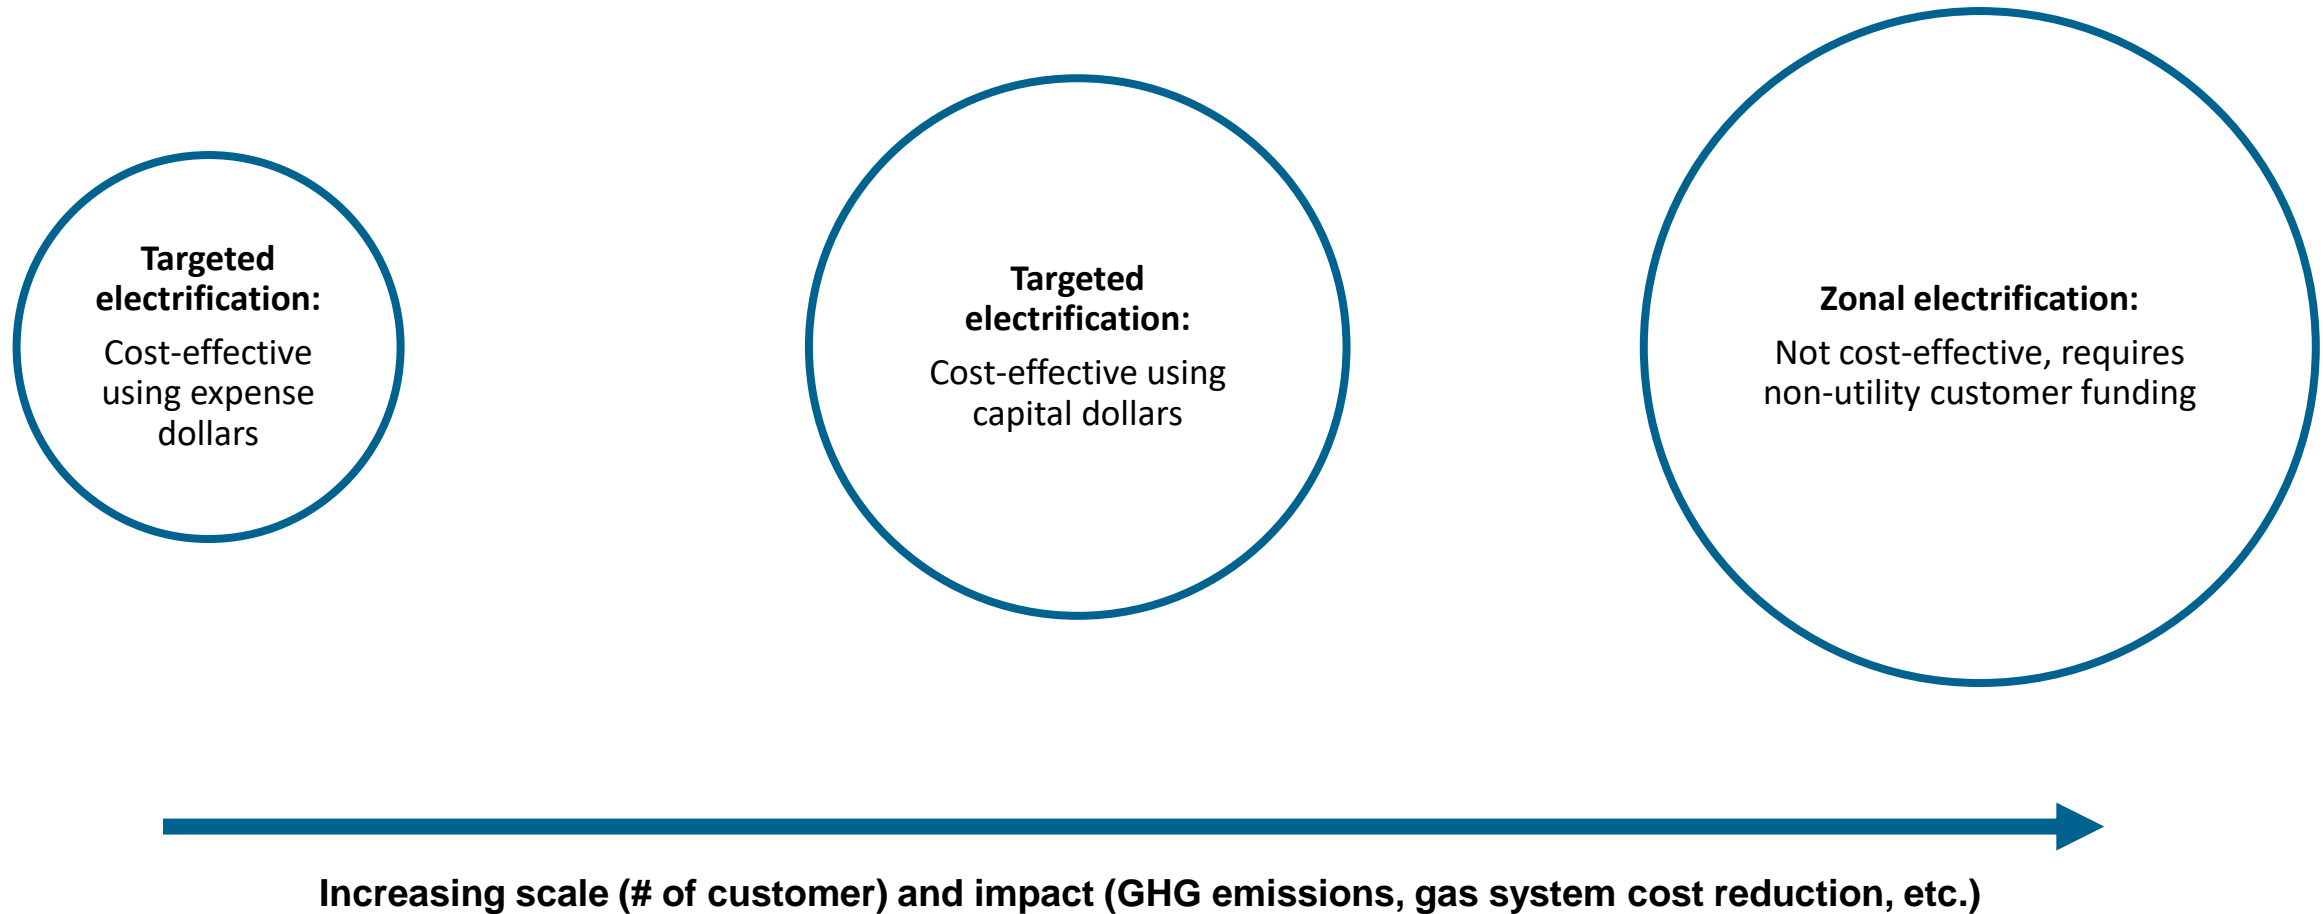 Targeted
electrification:
Cost-effective
using expense
dollars
Targeted
electrification:
Cost-effective using
capital dollars
Zonal electrification:
Not cost-effective, requires
non-utility customer funding
Increasing scale (# of customer) and impact (GHG emissions, gas system cost reduction, etc.)